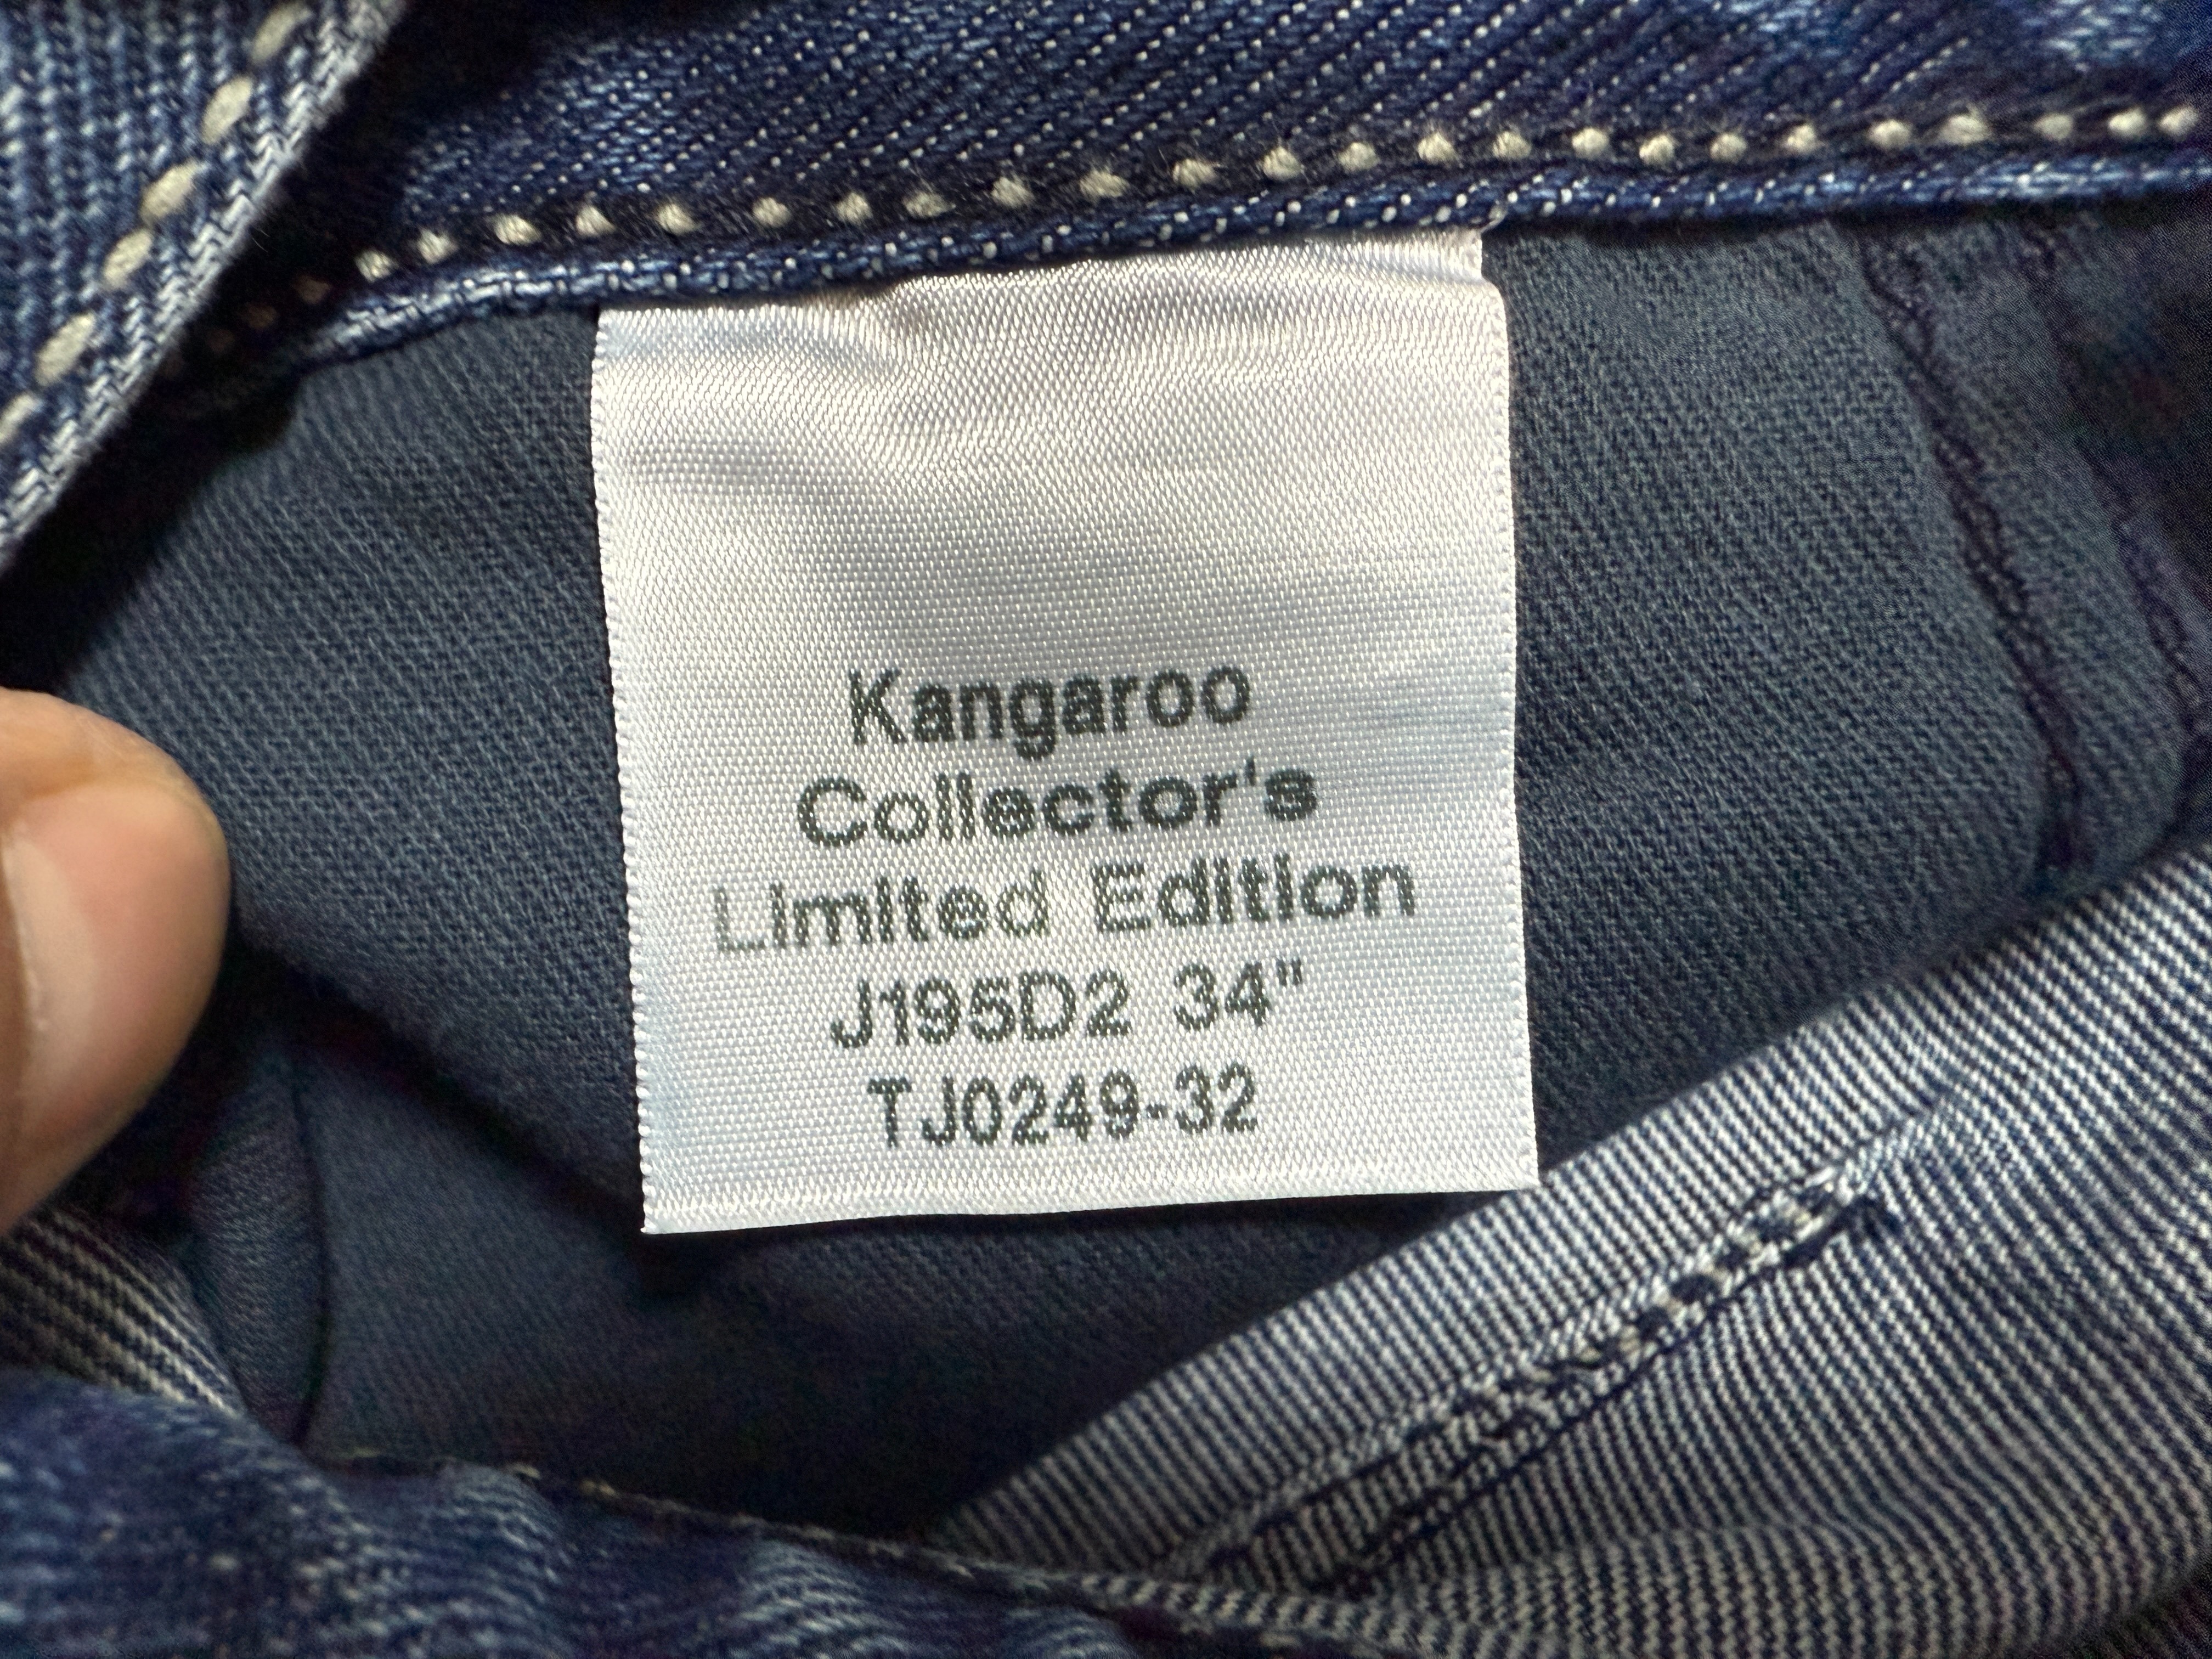 Kangaroo
Collector's
Limited Edition
J195D2 34"
TJ0249-32